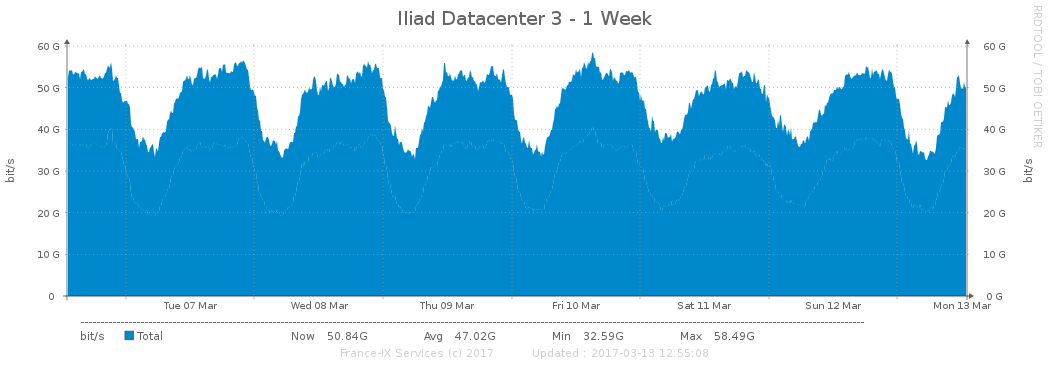 Iliad Datacenter 3 - 1 Week
RRDTOOL / TOBI OETIKER
bit/s
60 G
50 G
40 G
30 G
20 G
10 G
0
60 G
50 G
40 G
30 G
20 G
10 G
0 G
bit/s
Tue 07 Mar Wed 08 Mar Thu 09 Mar Fri 10 Mar Sat 11 Mar Sun 12 Mar Mon 13 Mar
bit/s Total Now 50.84G Avg 47.02G Min 32.59G Max 58.49G
France-IX Services (c) 2017 Updated : 2017-03-13 12:55:08